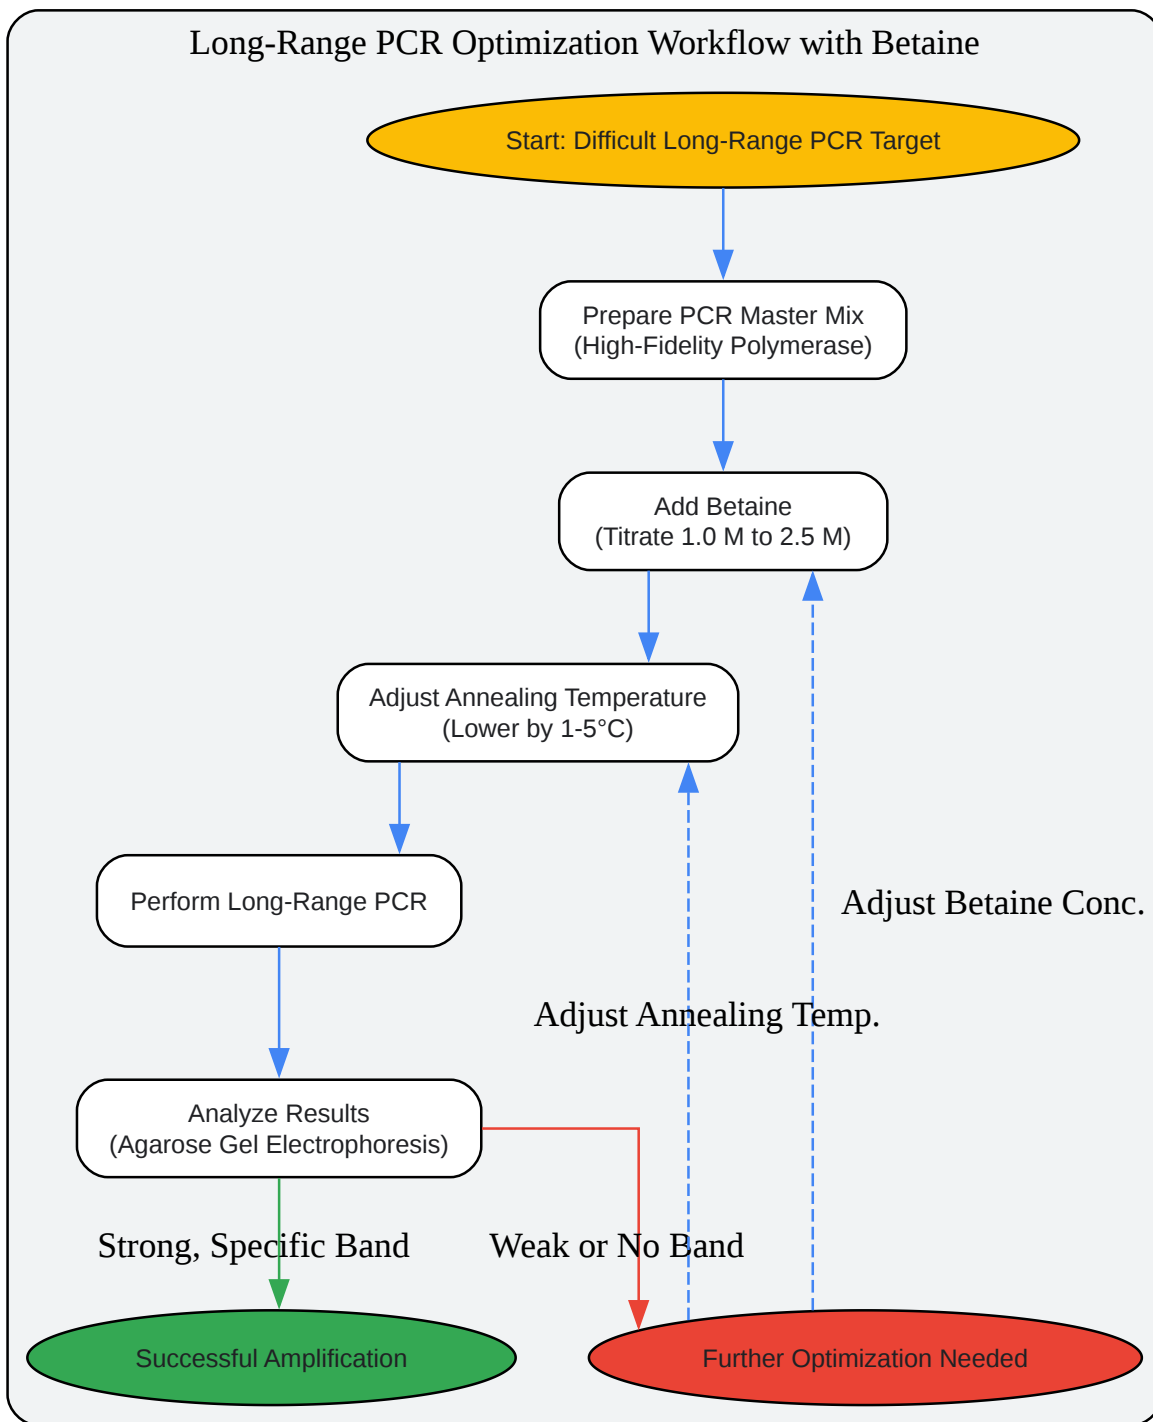 Long-Range PCR Optimization Workflow with Betaine
Start: Difficult Long-Range PCR Target
Prepare PCR Master Mix
(High-Fidelity Polymerase)
Add Betaine
(Titrate 1.0 M to 2.5 M)
Adjust Annealing Temperature
(Lower by 1-5°C)
Perform Long-Range PCR
Adjust Betaine Conc.
Adjust Annealing Temp.
Analyze Results
(Agarose Gel Electrophoresis)
Strong, Specific Band
Weak or No Band
Successful Amplification
Further Optimization Needed